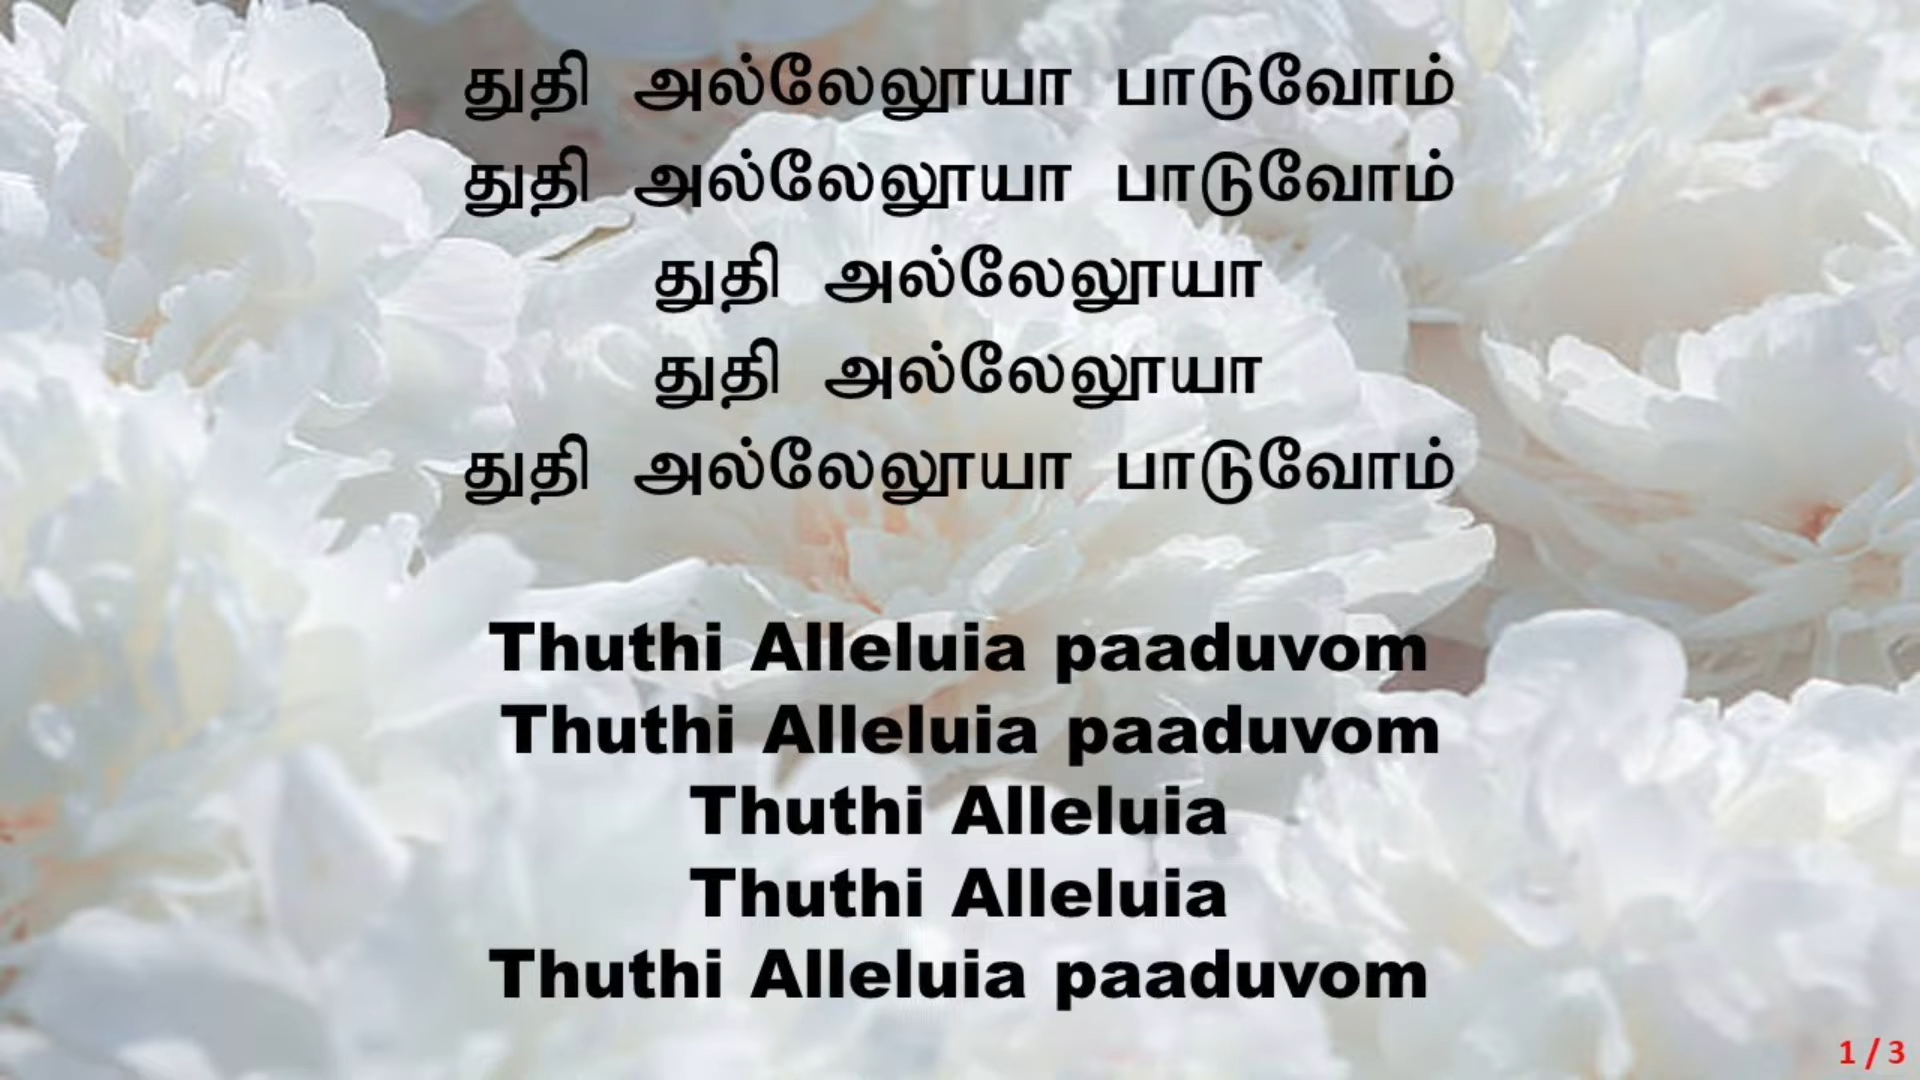 துதி அல்லேலூயா பாடுவோம்
துதி அல்லேலூயா பாடுவோம்
துதி அல்லேலூயா
துதி அல்லேலூயா
துதி அல்லேலூயா பாடுவோம்
Thuthi Alleluia paaduvom
Thuthi Alleluia paaduvom
Thuthi Alleluia
Thuthi Alleluia
Thuthi Alleluia paaduvom
1 / 3